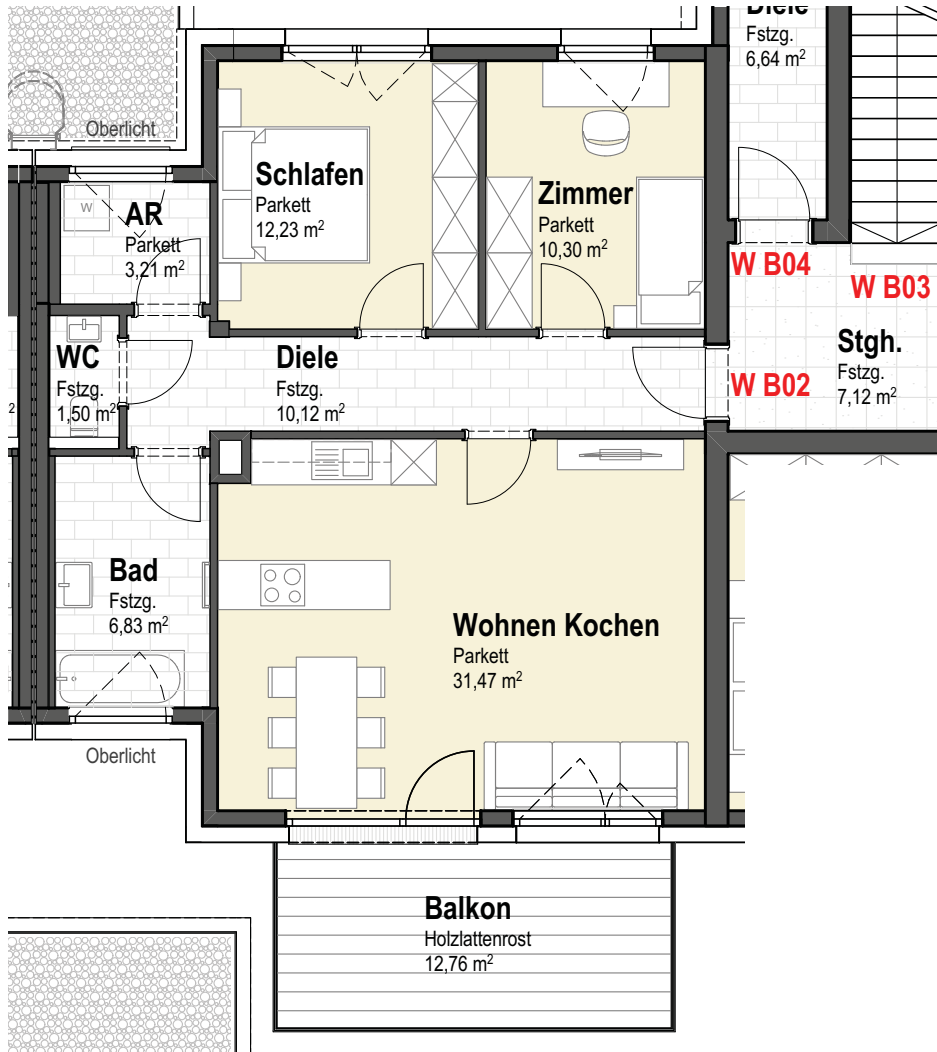 Diele
Fstzg.
6,64 m²
Oberlicht
Schlafen
Parkett
12,23 m²
Zimmer
Parkett
10,30 m²
W
AR
Parkett
3,21 m²
W B04
W B03
WC
Fstzg.
1,50 m²
Diele
Fstzg.
10,12 m²
W B02
Stgh.
Fstzg.
7,12 m²
2
Bad
Fstzg.
6,83 m²
Wohnen Kochen
Parkett
31,47 m²
Oberlicht
Balkon
Holzlattenrost
12,76 m²